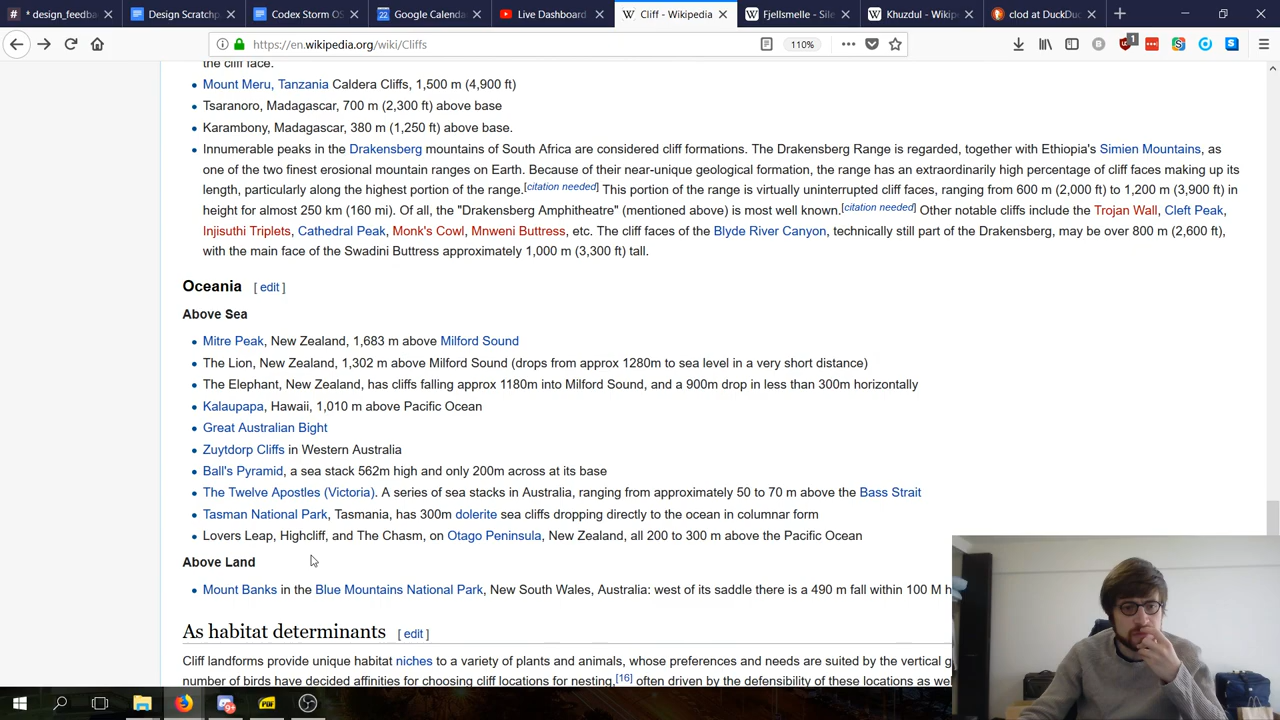 * design_feedba
Design Scratchp
Codex Storm OS
Google Calenda
Live Dashboard
Cliff - Wikipedia
Fjellsmelle - Sile
Khuzdul - Wikip
clod at DuckDu
https://en.wikipedia.org/wiki/Cliffs
110%
1
the cliff face.
Mount Meru, Tanzania Caldera Cliffs, 1,500 m (4,900 ft)
Tsaranoro, Madagascar, 700 m (2,300 ft) above base
Karambony, Madagascar, 380 m (1,250 ft) above base.
Innumerable peaks in the Drakensberg mountains of South Africa are considered cliff formations. The Drakensberg Range is regarded, together with Ethiopia's Simien Mountains, as
one of the two finest erosional mountain ranges on Earth. Because of their near-unique geological formation, the range has an extraordinarily high percentage of cliff faces making up its
length, particularly along the highest portion of the range.[citation needed] This portion of the range is virtually uninterrupted cliff faces, ranging from 600 m (2,000 ft) to 1,200 m (3,900 ft) in
height for almost 250 km (160 mi). Of all, the "Drakensberg Amphitheatre" (mentioned above) is most well known.[citation needed] Other notable cliffs include the Trojan Wall, Cleft Peak,
Injisuthi Triplets, Cathedral Peak, Monk's Cowl, Mnweni Buttress, etc. The cliff faces of the Blyde River Canyon, technically still part of the Drakensberg, may be over 800 m (2,600 ft),
with the main face of the Swadini Buttress approximately 1,000 m (3,300 ft) tall.
Oceania [ edit ]
Above Sea
Mitre Peak, New Zealand, 1,683 m above Milford Sound
The Lion, New Zealand, 1,302 m above Milford Sound (drops from approx 1280m to sea level in a very short distance)
The Elephant, New Zealand, has cliffs falling approx 1180m into Milford Sound, and a 900m drop in less than 300m horizontally
Kalaupapa, Hawaii, 1,010 m above Pacific Ocean
Great Australian Bight
Zuytdorp Cliffs in Western Australia
Ball's Pyramid, a sea stack 562m high and only 200m across at its base
The Twelve Apostles (Victoria). A series of sea stacks in Australia, ranging from approximately 50 to 70 m above the Bass Strait
Tasman National Park, Tasmania, has 300m dolerite sea cliffs dropping directly to the ocean in columnar form
Lovers Leap, Highcliff, and The Chasm, on Otago Peninsula, New Zealand, all 200 to 300 m above the Pacific Ocean
Above Land
Mount Banks in the Blue Mountains National Park, New South Wales, Australia: west of its saddle there is a 490 m fall within 100 M h
As habitat determinants [ edit ]
Cliff landforms provide unique habitat niches to a variety of plants and animals, whose preferences and needs are suited by the vertical g
number of birds have decided affinities for choosing cliff locations for nesting,[16] often driven by the defensibility of these locations as wel
PDF